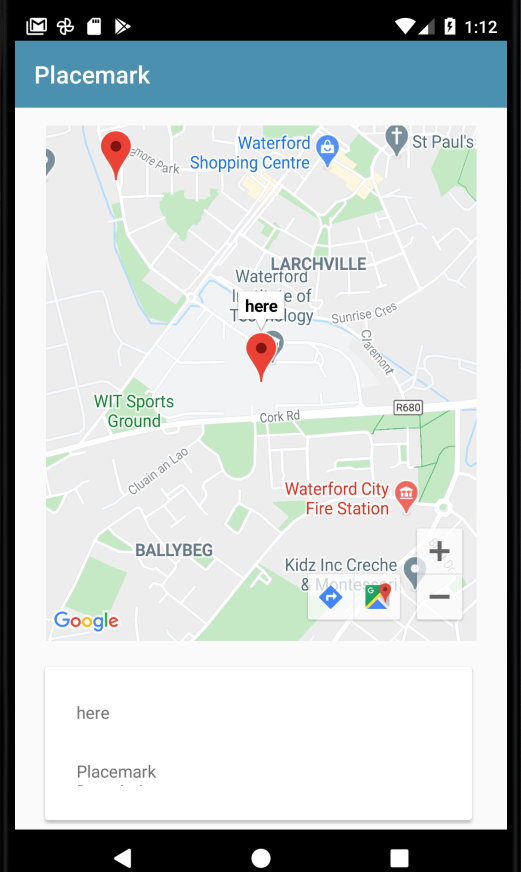 1:12
Placemark
more Park
Waterford
Shopping Centre
St Paul's
LARCHVILLE
Waterford
Institute of
Technology
here
Sunrise Cres
Claremont
WIT Sports
Ground
R680
Cork Rd
Cluain an Lao
Waterford City
Fire Station
BALLYBEG
Kidz Inc Creche
& Montessori
+
−
Google
here
Placemark